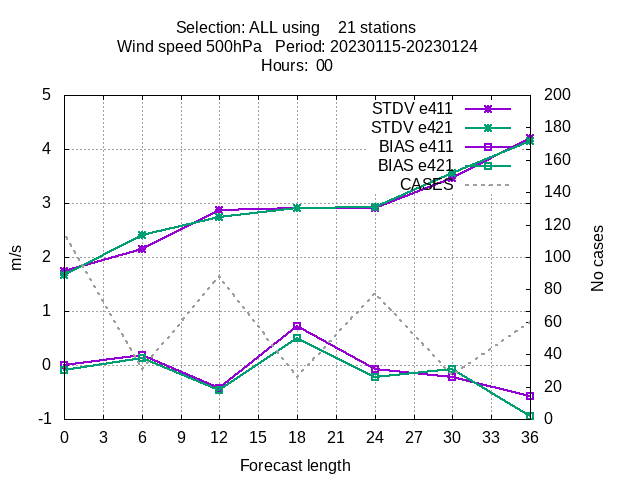 Selection: ALL using 21 stations
Wind speed 500hPa Period: 20230115-20230124
Hours: 00
STDV e411
STDV e421
BIAS e411
BIAS e421
CASES
5
4
3
2
1
0
-1
m/s
200
180
160
140
120
100
80
60
40
20
0
No cases
0 3 6 9 12 15 18 21 24 27 30 33 36
Forecast length